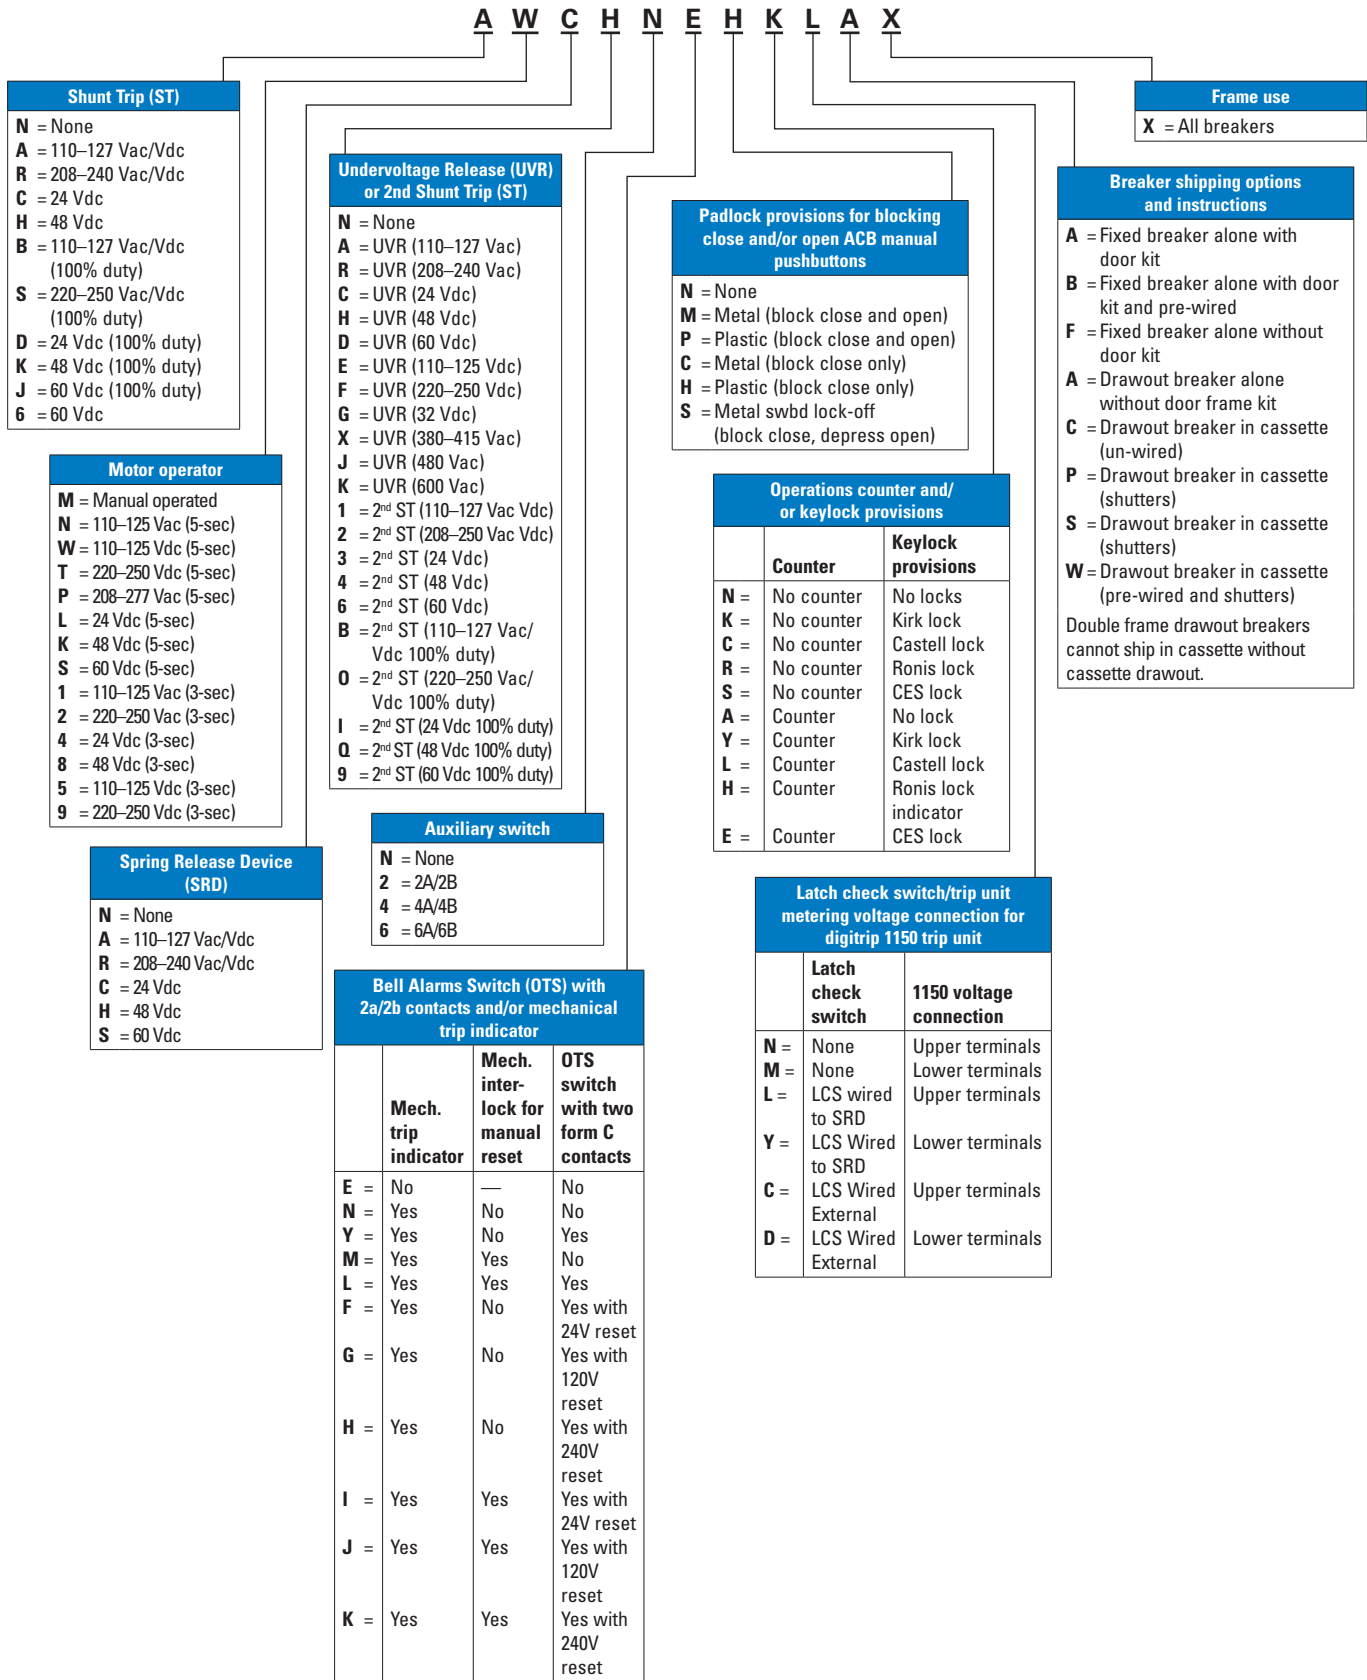 A W C H N E H K L A X
Shunt Trip (ST)
N = None
A = 110–127 Vac/Vdc
R = 208–240 Vac/Vdc
C = 24 Vdc
H = 48 Vdc
B = 110–127 Vac/Vdc
(100% duty)
S = 220–250 Vac/Vdc
(100% duty)
D = 24 Vdc (100% duty)
K = 48 Vdc (100% duty)
J = 60 Vdc (100% duty)
6 = 60 Vdc
Motor operator
M = Manual operated
N = 110–125 Vac (5-sec)
W = 110–125 Vdc (5-sec)
T = 220–250 Vdc (5-sec)
P = 208–277 Vac (5-sec)
L = 24 Vdc (5-sec)
K = 48 Vdc (5-sec)
S = 60 Vdc (5-sec)
1 = 110–125 Vac (3-sec)
2 = 220–250 Vac (3-sec)
4 = 24 Vdc (3-sec)
8 = 48 Vdc (3-sec)
5 = 110–125 Vdc (3-sec)
9 = 220–250 Vdc (3-sec)
Spring Release Device
(SRD)
N = None
A = 110–127 Vac/Vdc
R = 208–240 Vac/Vdc
C = 24 Vdc
H = 48 Vdc
S = 60 Vdc
Undervoltage Release (UVR)
or 2nd Shunt Trip (ST)
N = None
A = UVR (110–127 Vac)
R = UVR (208–240 Vac)
C = UVR (24 Vdc)
H = UVR (48 Vdc)
D = UVR (60 Vdc)
E = UVR (110–125 Vdc)
F = UVR (220–250 Vdc)
G = UVR (32 Vdc)
X = UVR (380–415 Vac)
J = UVR (480 Vac)
K = UVR (600 Vac)
1 = 2nd ST (110–127 Vac Vdc)
2 = 2nd ST (208–250 Vac Vdc)
3 = 2nd ST (24 Vdc)
4 = 2nd ST (48 Vdc)
6 = 2nd ST (60 Vdc)
B = 2nd ST (110–127 Vac/
Vdc 100% duty)
O = 2nd ST (220–250 Vac/
Vdc 100% duty)
I = 2nd ST (24 Vdc 100% duty)
Q = 2nd ST (48 Vdc 100% duty)
9 = 2nd ST (60 Vdc 100% duty)
Auxiliary switch
N = None
2 = 2A/2B
4 = 4A/4B
6 = 6A/6B
Bell Alarms Switch (OTS) with
2a/2b contacts and/or mechanical
trip indicator
Mech. trip indicator | Mech. inter-lock for manual reset | OTS switch with two form C contacts
E = No — No
N = Yes No No
Y = Yes No Yes
M = Yes Yes No
L = Yes Yes Yes
F = Yes No Yes with
24V reset
G = Yes No Yes with
120V
reset
H = Yes No Yes with
240V
reset
I = Yes Yes Yes with
24V reset
J = Yes Yes Yes with
120V
reset
K = Yes Yes Yes with
240V
reset
Padlock provisions for blocking
close and/or open ACB manual
pushbuttons
N = None
M = Metal (block close and open)
P = Plastic (block close and open)
C = Metal (block close only)
H = Plastic (block close only)
S = Metal swbd lock-off
(block close, depress open)
Operations counter and/
or keylock provisions
Keylock
Counter provisions
N = No counter No locks
K = No counter Kirk lock
C = No counter Castell lock
R = No counter Ronis lock
S = No counter CES lock
A = Counter No lock
Y = Counter Kirk lock
L = Counter Castell lock
H = Counter Ronis lock
indicator
E = Counter CES lock
Latch check switch/trip unit
metering voltage connection for
digitrip 1150 trip unit
Latch
check 1150 voltage
switch connection
N = None Upper terminals
M = None Lower terminals
L = LCS wired Upper terminals
to SRD
Y = LCS Wired Lower terminals
to SRD
C = LCS Wired Upper terminals
External
D = LCS Wired Lower terminals
External
Frame use
X = All breakers
Breaker shipping options
and instructions
A = Fixed breaker alone with
door kit
B = Fixed breaker alone with door
kit and pre-wired
F = Fixed breaker alone without
door kit
A = Drawout breaker alone
without door frame kit
C = Drawout breaker in cassette
(un-wired)
P = Drawout breaker in cassette
(shutters)
S = Drawout breaker in cassette
(shutters)
W = Drawout breaker in cassette
(pre-wired and shutters)
Double frame drawout breakers
cannot ship in cassette without
cassette drawout.